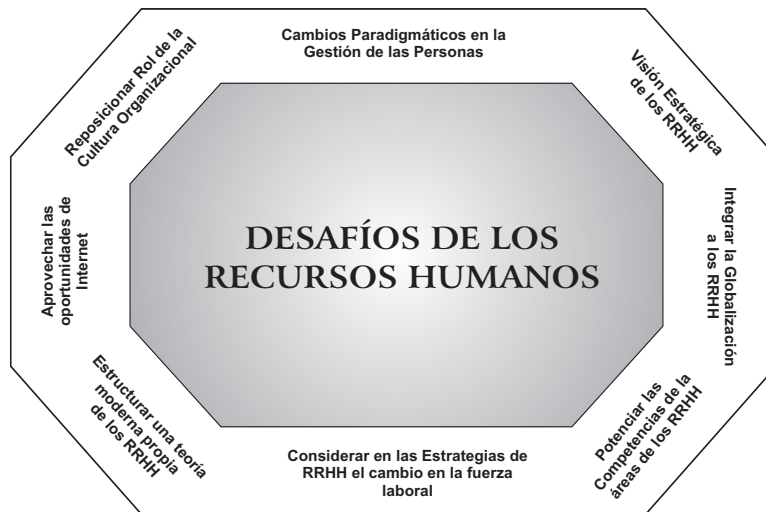 Cambios Paradigmáticos en la
Gestión de las Personas
Visión Estratégica
de los RRHH
Integrar la Globalización
a los RRHH
Potenciar las
Competencias de la
áreas de los RRHH
Considerar en las Estrategias de
RRHH el cambio en la fuerza
laboral
Estructurar una teoría
moderna propia
de los RRHH
Aprovechar las
oportunidades de
Internet
Reposicionar Rol de la
Cultura Organizacional
DESAFÍOS DE LOS
RECURSOS HUMANOS